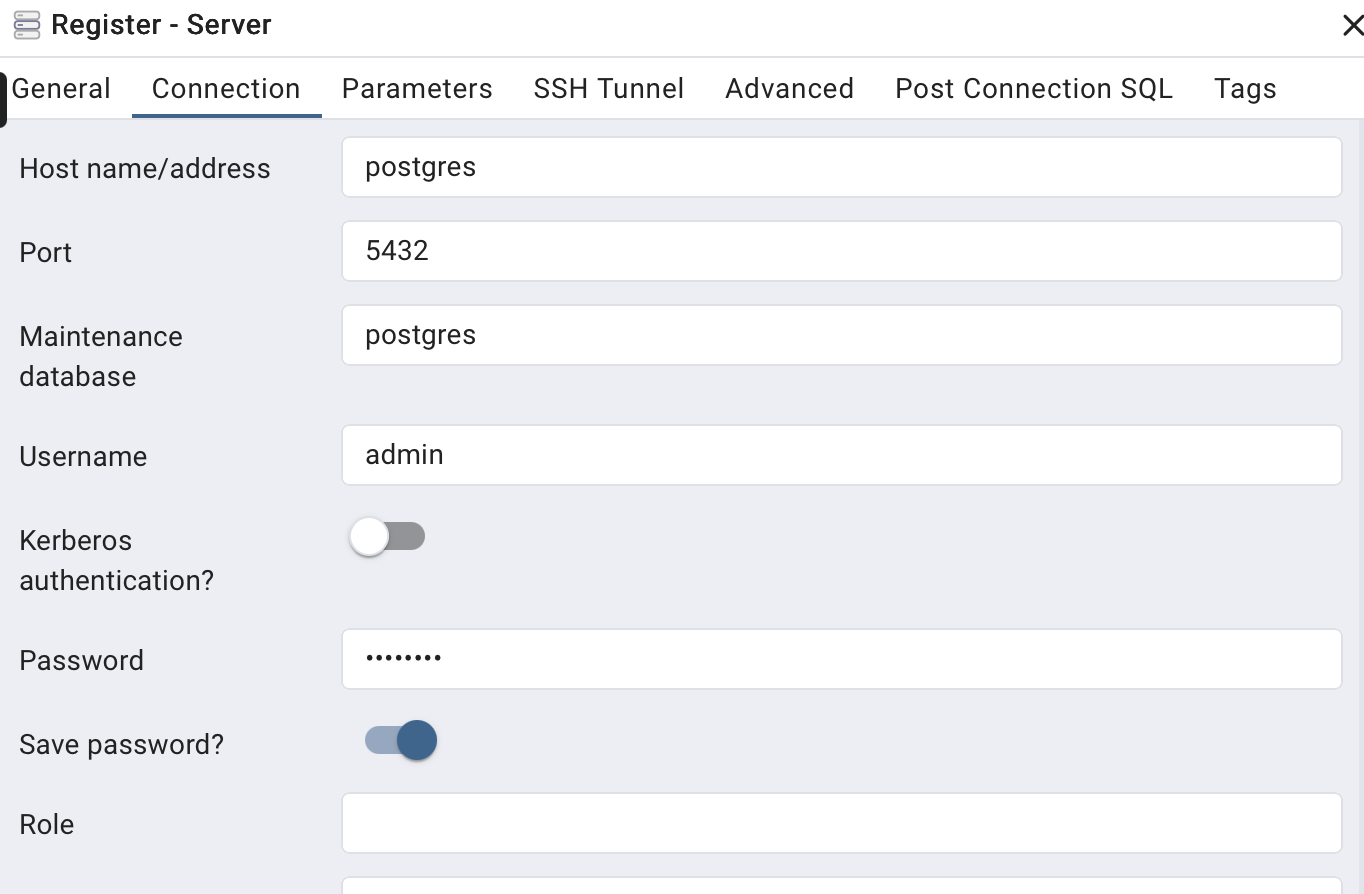 Register - Server
General Connection Parameters SSH Tunnel Advanced Post Connection SQL Tags
Host name/address postgres
Port 5432
Maintenance database postgres
Username admin
Kerberos authentication?
Password ••••••••
Save password?
Role